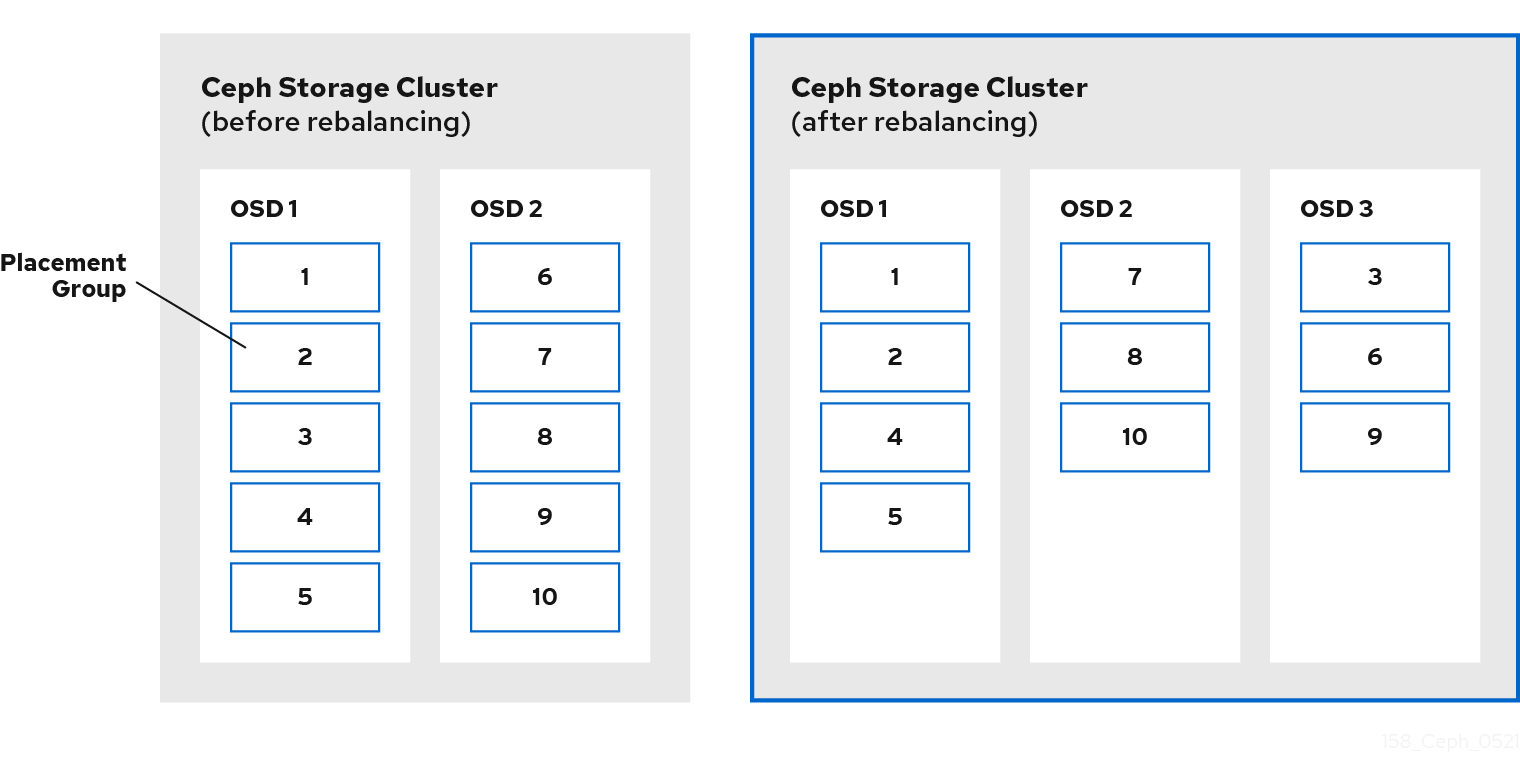 Ceph Storage Cluster
(before rebalancing)
OSD 1
1
2
3
4
5
OSD 2
6
7
8
9
10
Placement
Group
Ceph Storage Cluster
(after rebalancing)
OSD 1
1
2
4
5
OSD 2
7
8
10
OSD 3
3
6
9
158_Ceph_0521